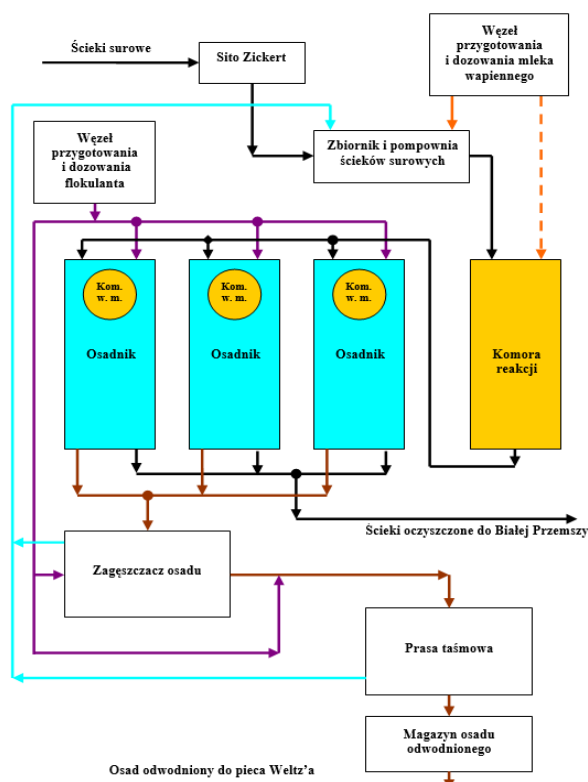 Ścieki surowe
Sito Zickert
Węzeł
przygotowania
i dozowania mleka
wapiennego
Węzeł
przygotowania
i dozowania
flokulanta
Zbiornik i pompownia
ścieków surowych
Kom.
w. m.
Osadnik
Kom.
w. m.
Osadnik
Kom.
w. m.
Osadnik
Komora
reakcji
Ścieki oczyszczone do Białej Przemszy
Zagęszczacz osadu
Prasa taśmowa
Magazyn osadu
odwodnionego
Osad odwodniony do pieca Weltz’a